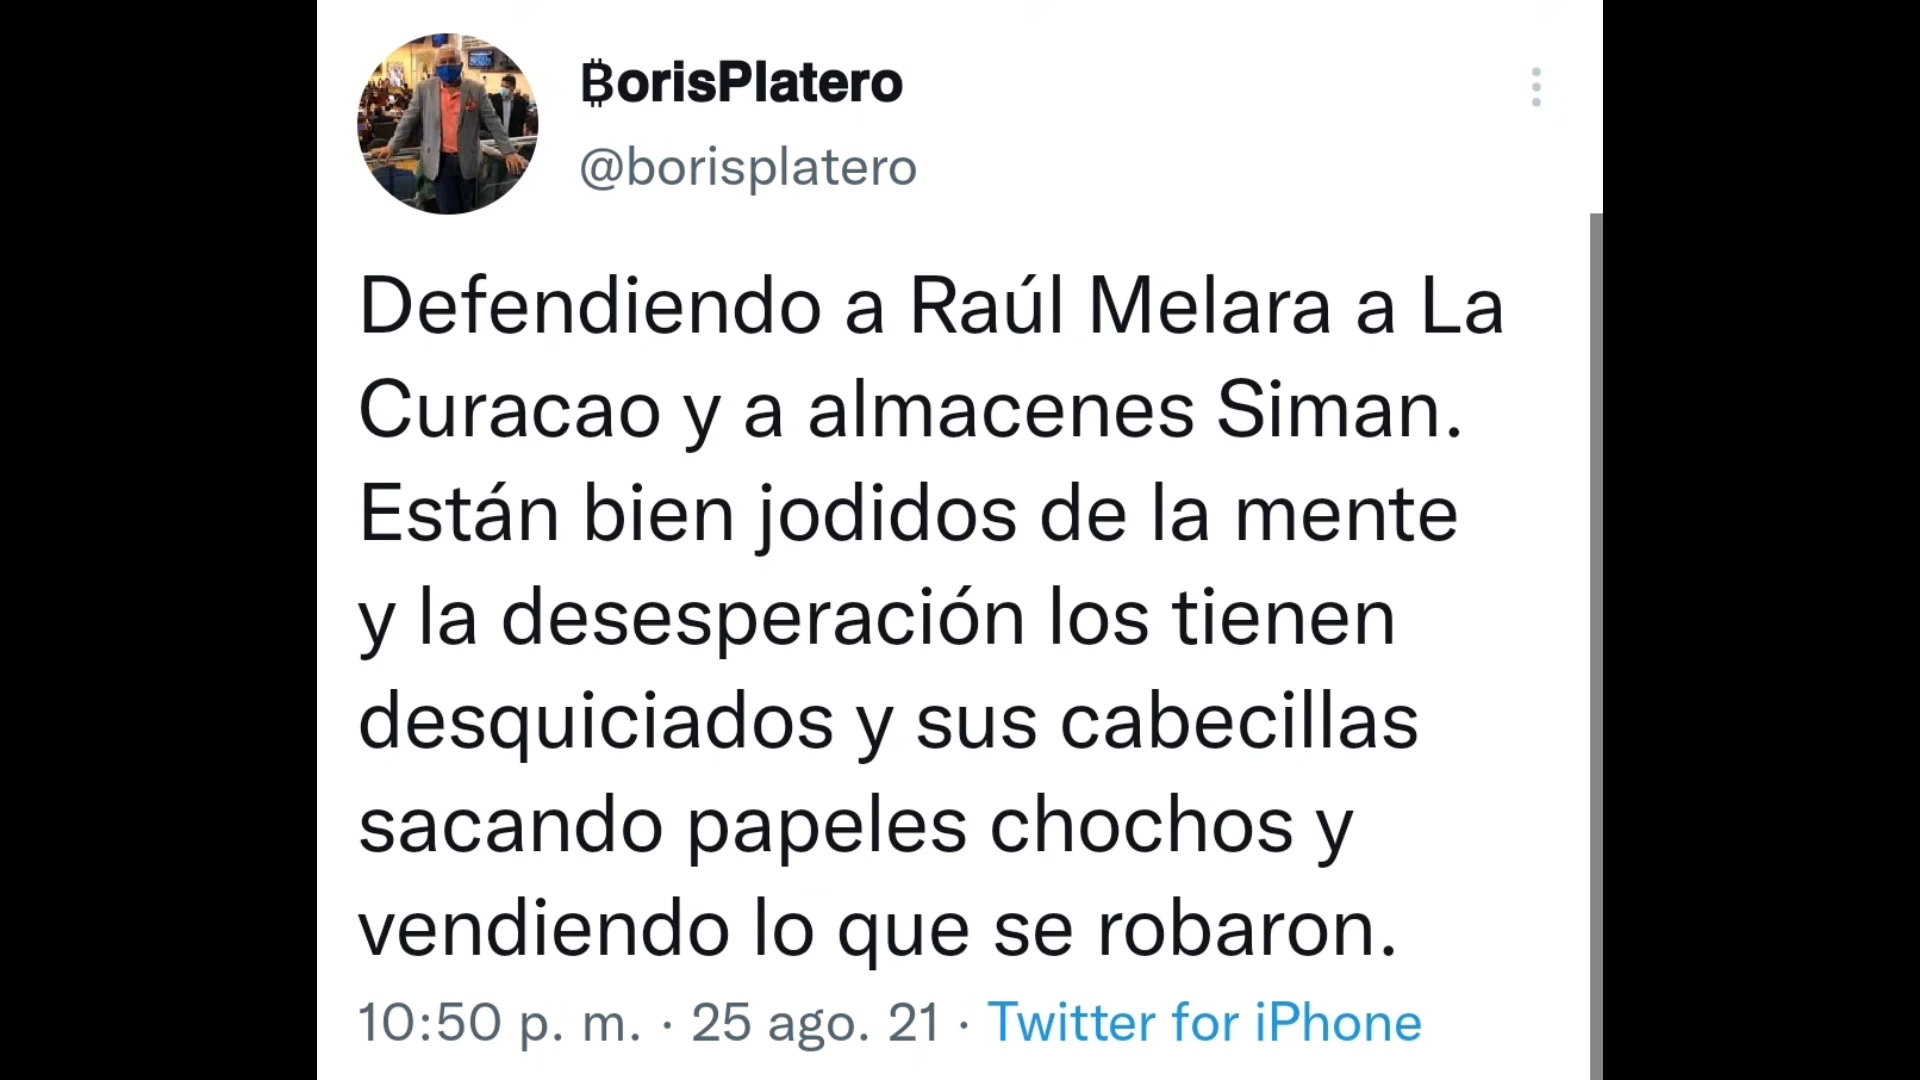 ₿orisPlatero
@borisplatero
Defendiendo a Raúl Melara a La
Curacao y a almacenes Siman.
Están bien jodidos de la mente
y la desesperación los tienen
desquiciados y sus cabecillas
sacando papeles chochos y
vendiendo lo que se robaron.
10:50 p. m. · 25 ago. 21 · Twitter for iPhone